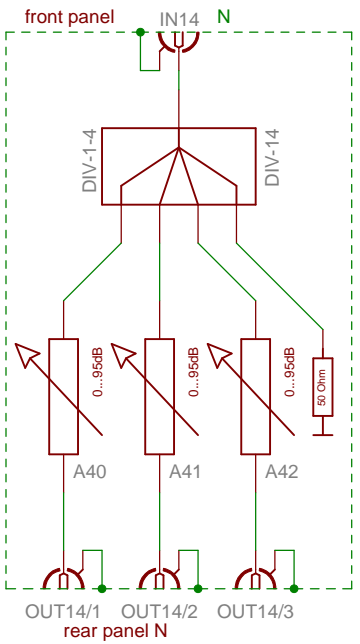 front panel
IN14
N
DIV-1-4
DIV-14
0...95dB
0...95dB
0...95dB
50 Ohm
A40
A41
A42
OUT14/1
OUT14/2
OUT14/3
rear panel N